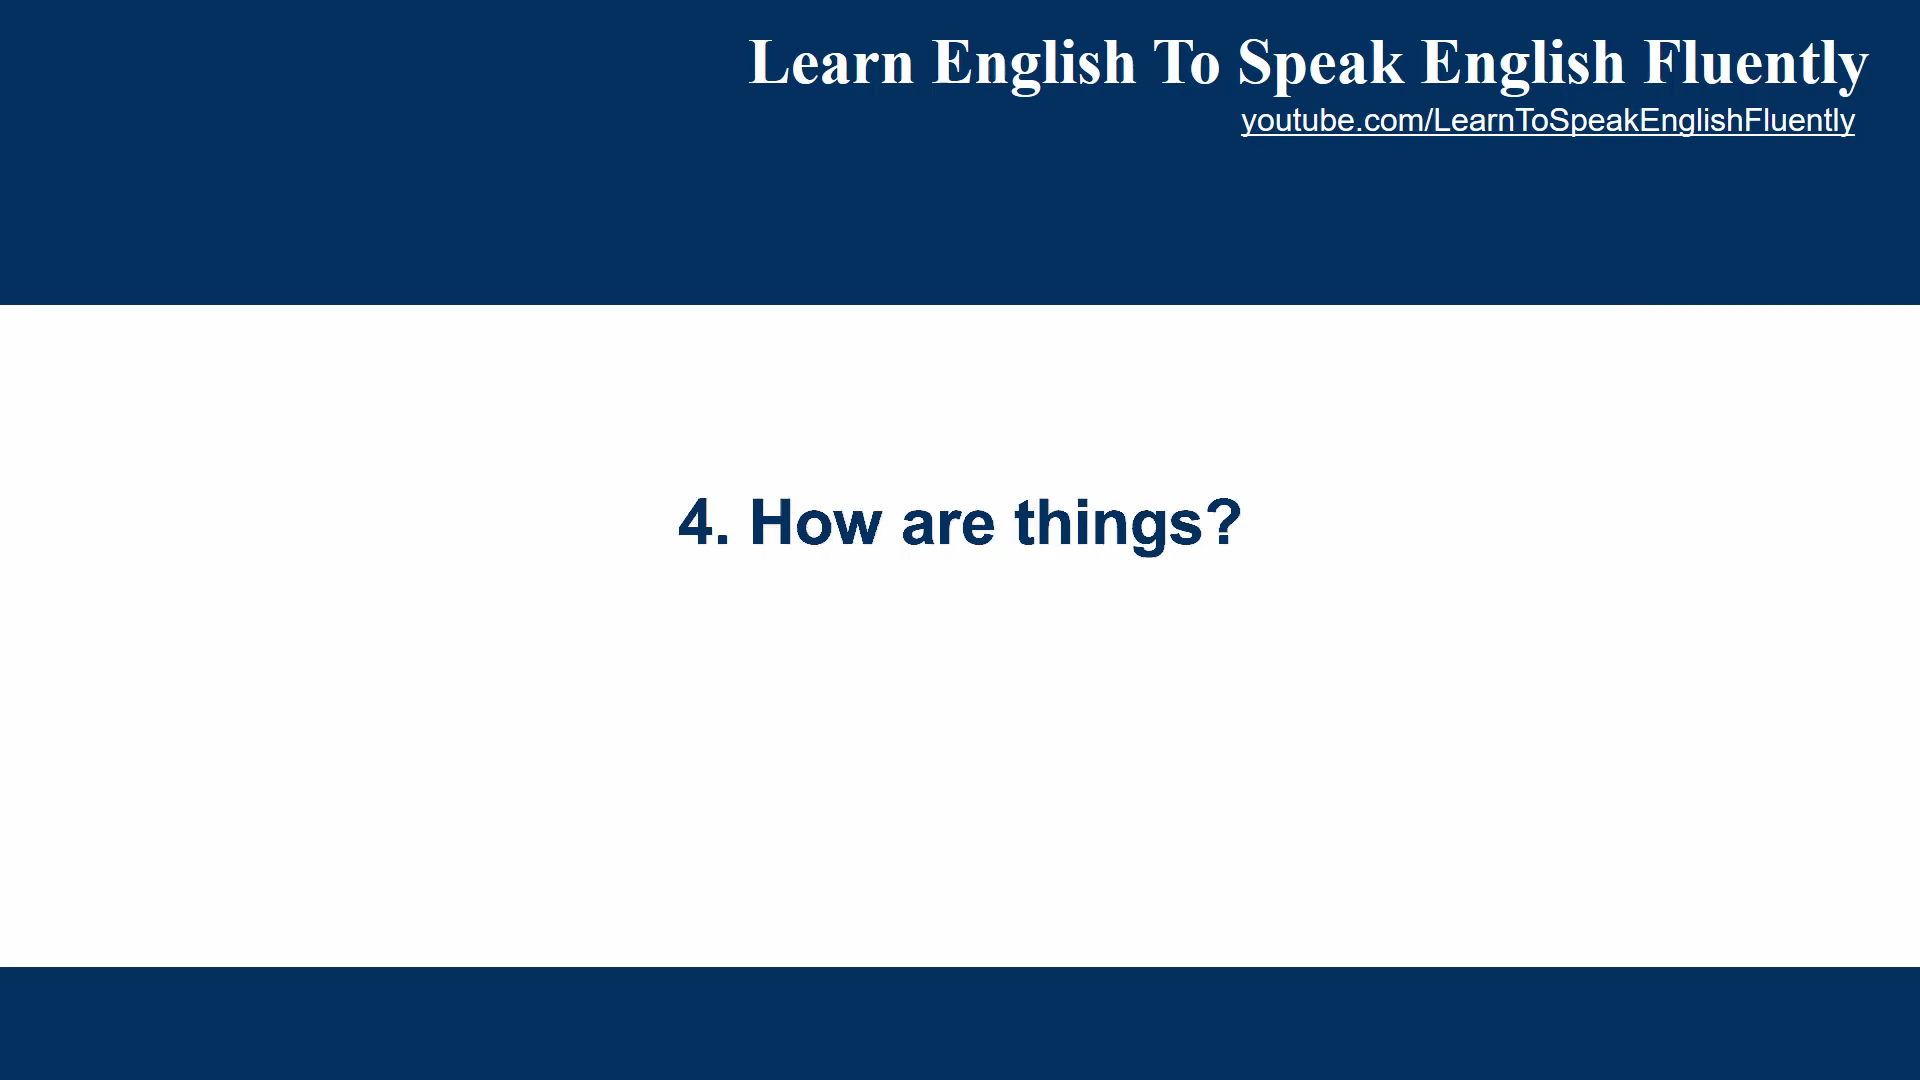 Learn English To Speak English Fluently
youtube.com/LearnToSpeakEnglishFluently
4. How are things?